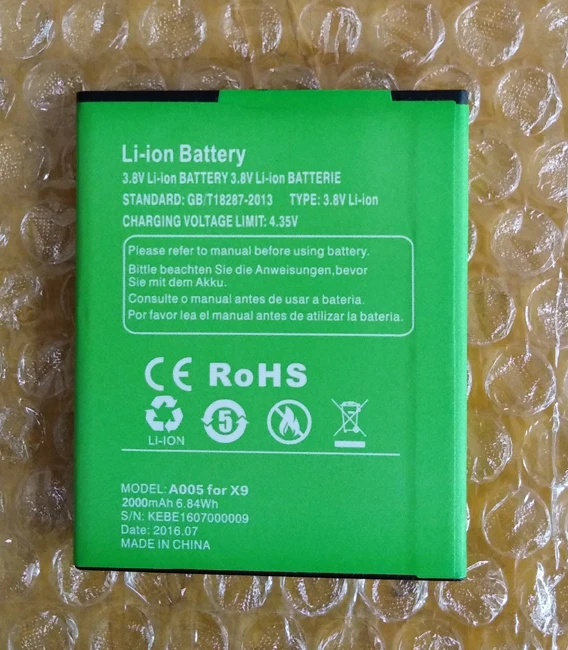 Li-ion Battery
3.8V Li-ion BATTERY 3.8V Li-ion BATTERIE
STANDARD: GB/T18287-2013 TYPE: 3.8V Li-ion
CHARGING VOLTAGE LIMIT: 4.35V
Please refer to manual before using battery.
Bittle beachten Sie die Anweisungen,bevor
Sie mit dem Akku.
Consulte o manual antes de usar a bateria.
Por favor lea el manual antes de utilizar la bateria.
CE RoHS
5
LI-ION
MODEL: A005 for X9
2000mAh 6.84Wh
S/N: KEBE1607000009
Date: 2016.07
MADE IN CHINA